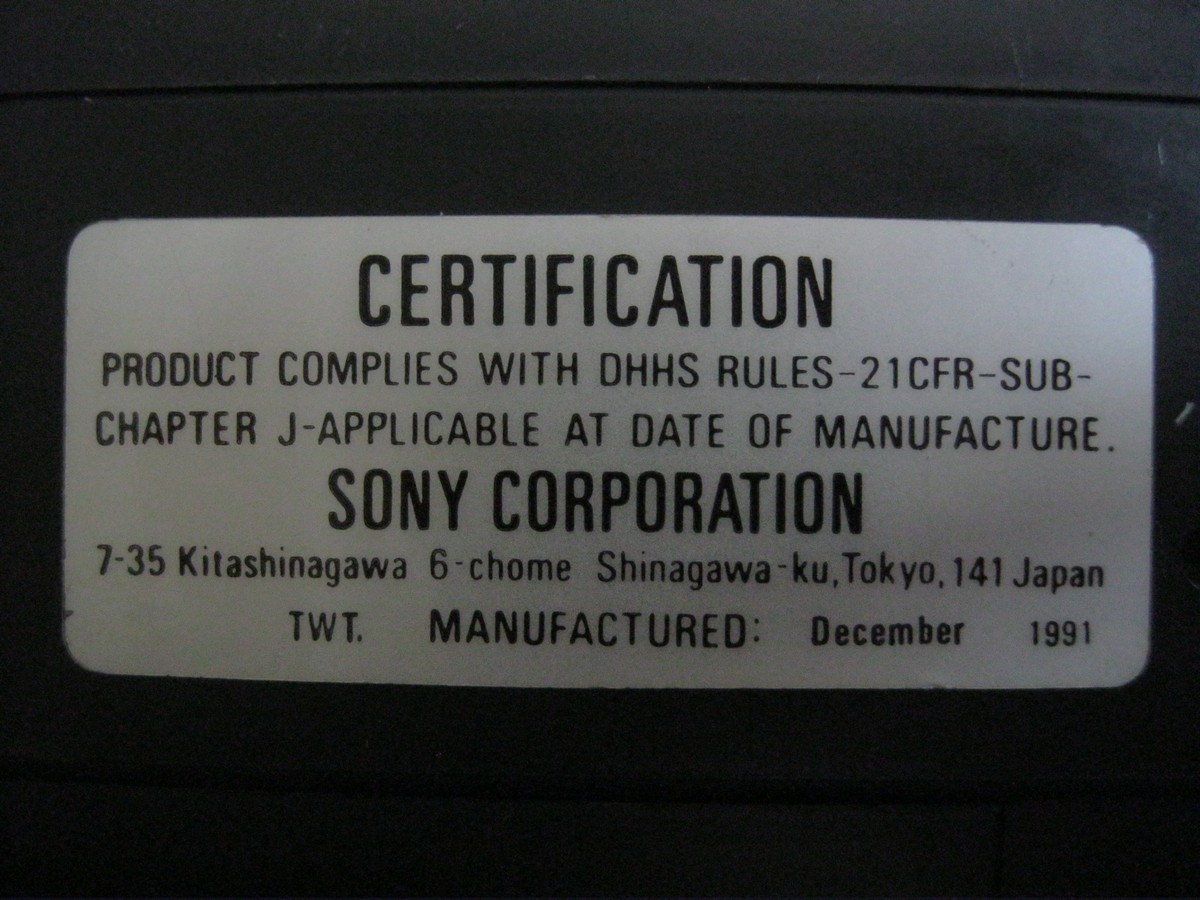 CERTIFICATION
PRODUCT COMPLIES WITH DHHS RULES-21CFR-SUB-
CHAPTER J-APPLICABLE AT DATE OF MANUFACTURE.
SONY CORPORATION
7-35 Kitashinagawa 6-chome Shinagawa-ku, Tokyo, 141 Japan
TWT. MANUFACTURED: December 1991